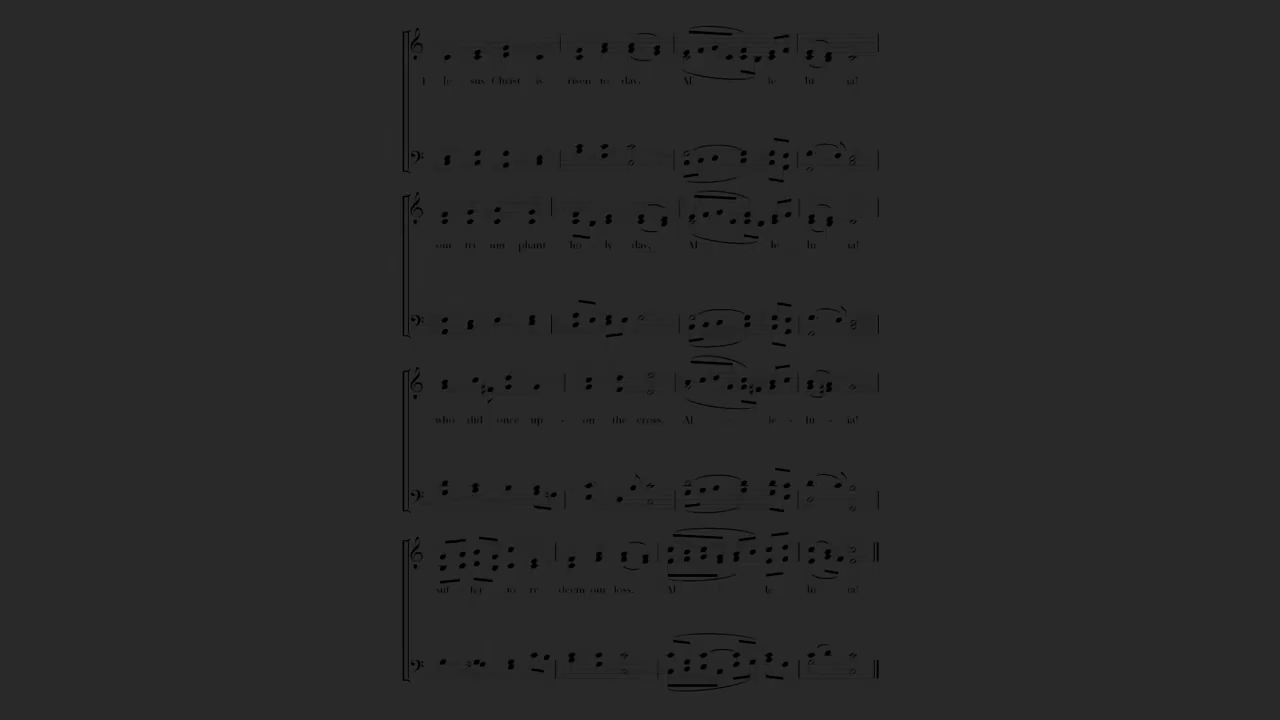 1. Je - sus Christ is risen to - day, Al - le - lu - ia!
our tri - um - phant ho - ly day, Al - le - lu - ia!
who did once up - on the cross, Al - le - lu - ia!
suf - fer to re - deem our loss. Al - le - lu - ia!